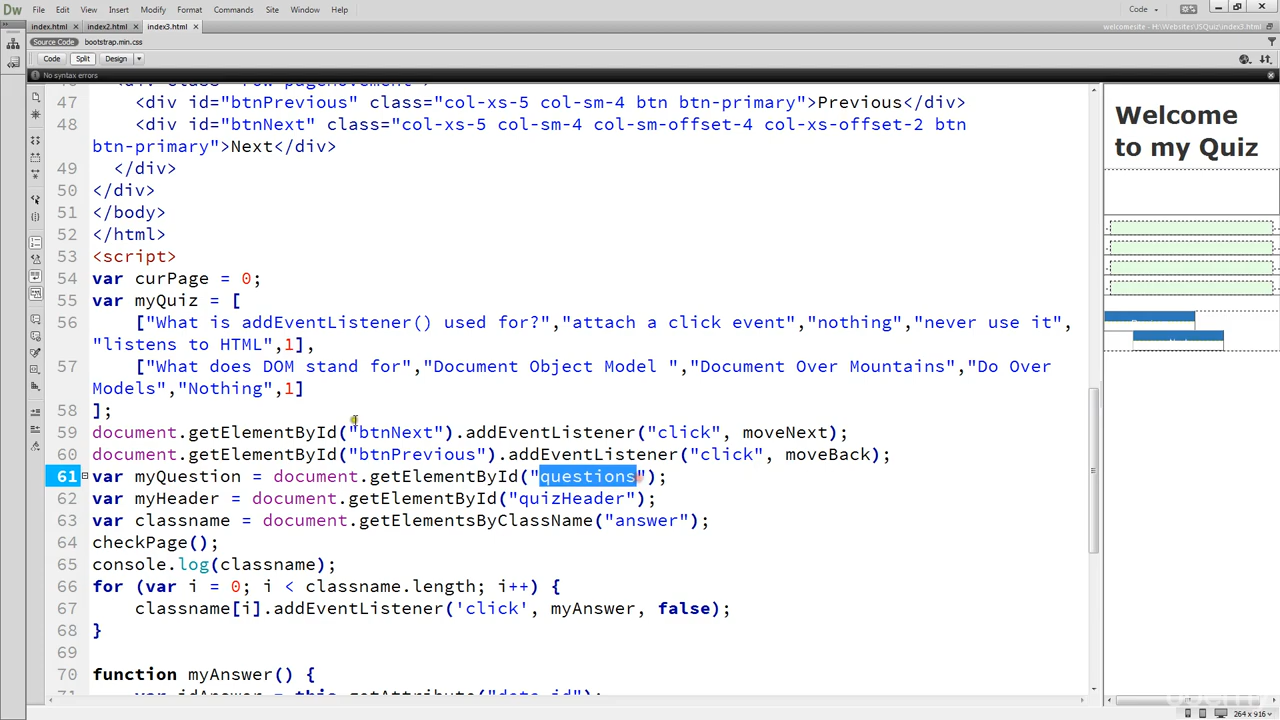 Dw File Edit View Insert Modify Format Commands Site Window Help Code
index.html × index2.html × index3.html × welcomesite - H:\Websites\JSQuiz\index3.html
Source Code bootstrap.min.css
Code Split Design
No syntax errors
47 <div id="btnPrevious" class="col-xs-5 col-sm-4 btn btn-primary">Previous</div>
48 <div id="btnNext" class="col-xs-5 col-sm-4 col-sm-offset-4 col-xs-offset-2 btn
btn-primary">Next</div>
49 </div>
50 </div>
51 </body>
52 </html>
53 <script>
54 var curPage = 0;
55 var myQuiz = [
56 ["What is addEventListener() used for?","attach a click event","nothing","never use it",
"listens to HTML",1],
57 ["What does DOM stand for","Document Object Model ","Document Over Mountains","Do Over
Models","Nothing",1]
58 ];
59 document.getElementById("btnNext").addEventListener("click", moveNext);
60 document.getElementById("btnPrevious").addEventListener("click", moveBack);
61 var myQuestion = document.getElementById("questions");
62 var myHeader = document.getElementById("quizHeader");
63 var classname = document.getElementsByClassName("answer");
64 checkPage();
65 console.log(classname);
66 for (var i = 0; i < classname.length; i++) {
67 classname[i].addEventListener('click', myAnswer, false);
68 }
69
70 function myAnswer() {
71 var idAnswer = this.getAttribute("data-id");
Welcome
to my Quiz
264 x 916